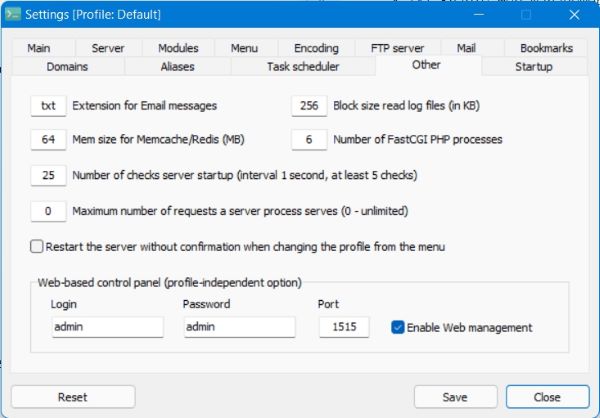 Settings [Profile: Default]
Main Server Modules Menu Encoding FTP server Mail Bookmarks
Domains Aliases Task scheduler Other Startup
txt Extension for Email messages 256 Block size read log files (in KB)
64 Mem size for Memcache/Redis (MB) 6 Number of FastCGI PHP processes
25 Number of checks server startup (interval 1 second, at least 5 checks)
0 Maximum number of requests a server process serves (0 - unlimited)
Restart the server without confirmation when changing the profile from the menu
Web-based control panel (profile-independent option)
Login Password Port
admin admin 1515 Enable Web management
Reset Save Close